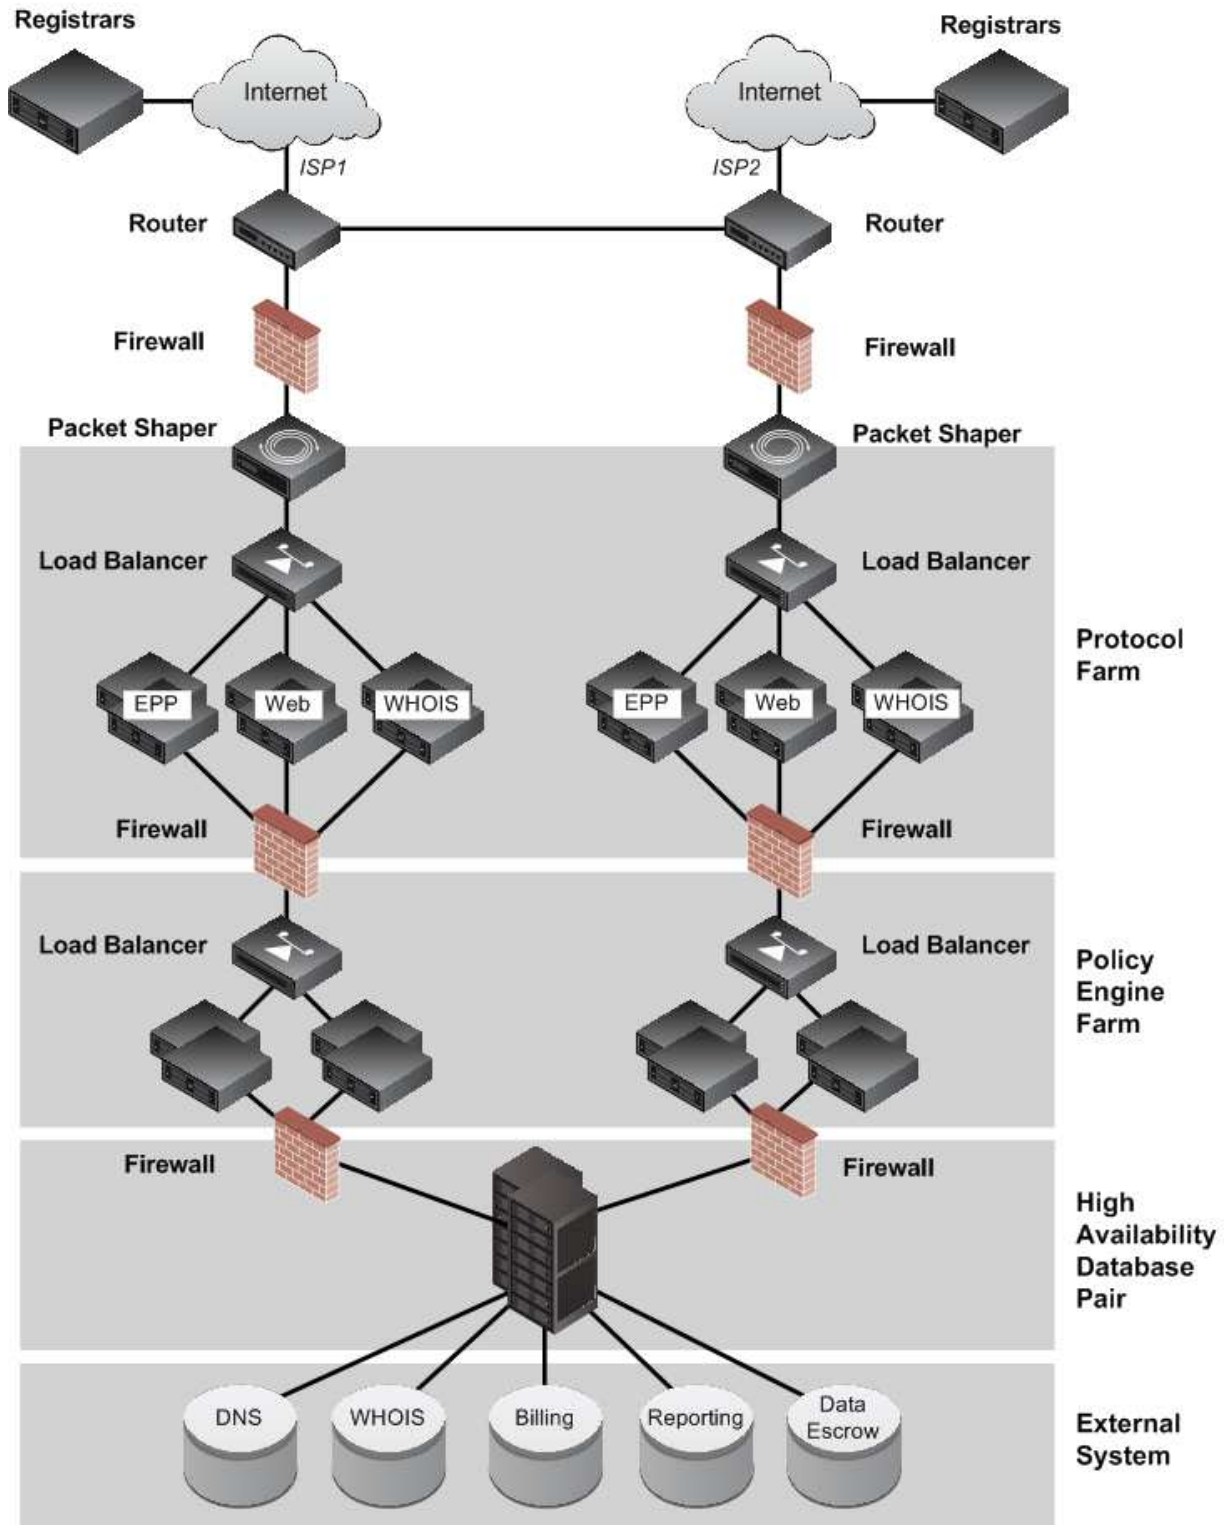 Registrars
Registrars
Internet
Internet
ISP1
ISP2
Router
Router
Firewall
Firewall
Packet Shaper
Packet Shaper
Load Balancer
Load Balancer
Protocol
Farm
EPP
Web
WHOIS
EPP
Web
WHOIS
Firewall
Firewall
Load Balancer
Load Balancer
Policy
Engine
Farm
Firewall
Firewall
High
Availability
Database
Pair
DNS
WHOIS
Billing
Reporting
Data
Escrow
External
System